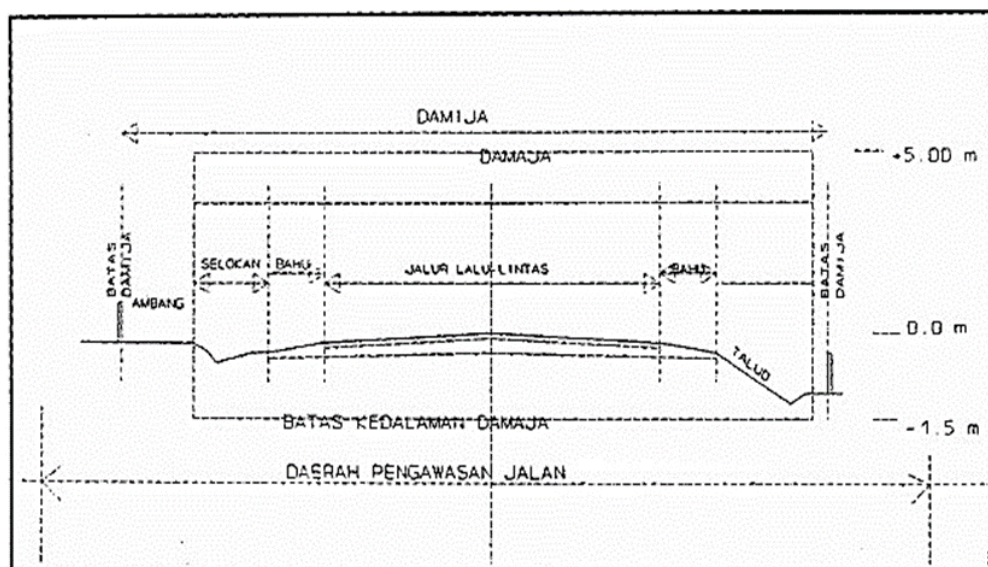 DAMIJA
DAMAJA
+5.00 m
BATAS
DAMIJA
SELOKAN
BAHU
JALUR LALU-LINTAS
BAHU
BATAS
DAMIJA
AMBANG
0.0 m
TALUD
BATAS KEDALAMAN DAMAJA
-1.5 m
DAERAH PENGAWASAN JALAN